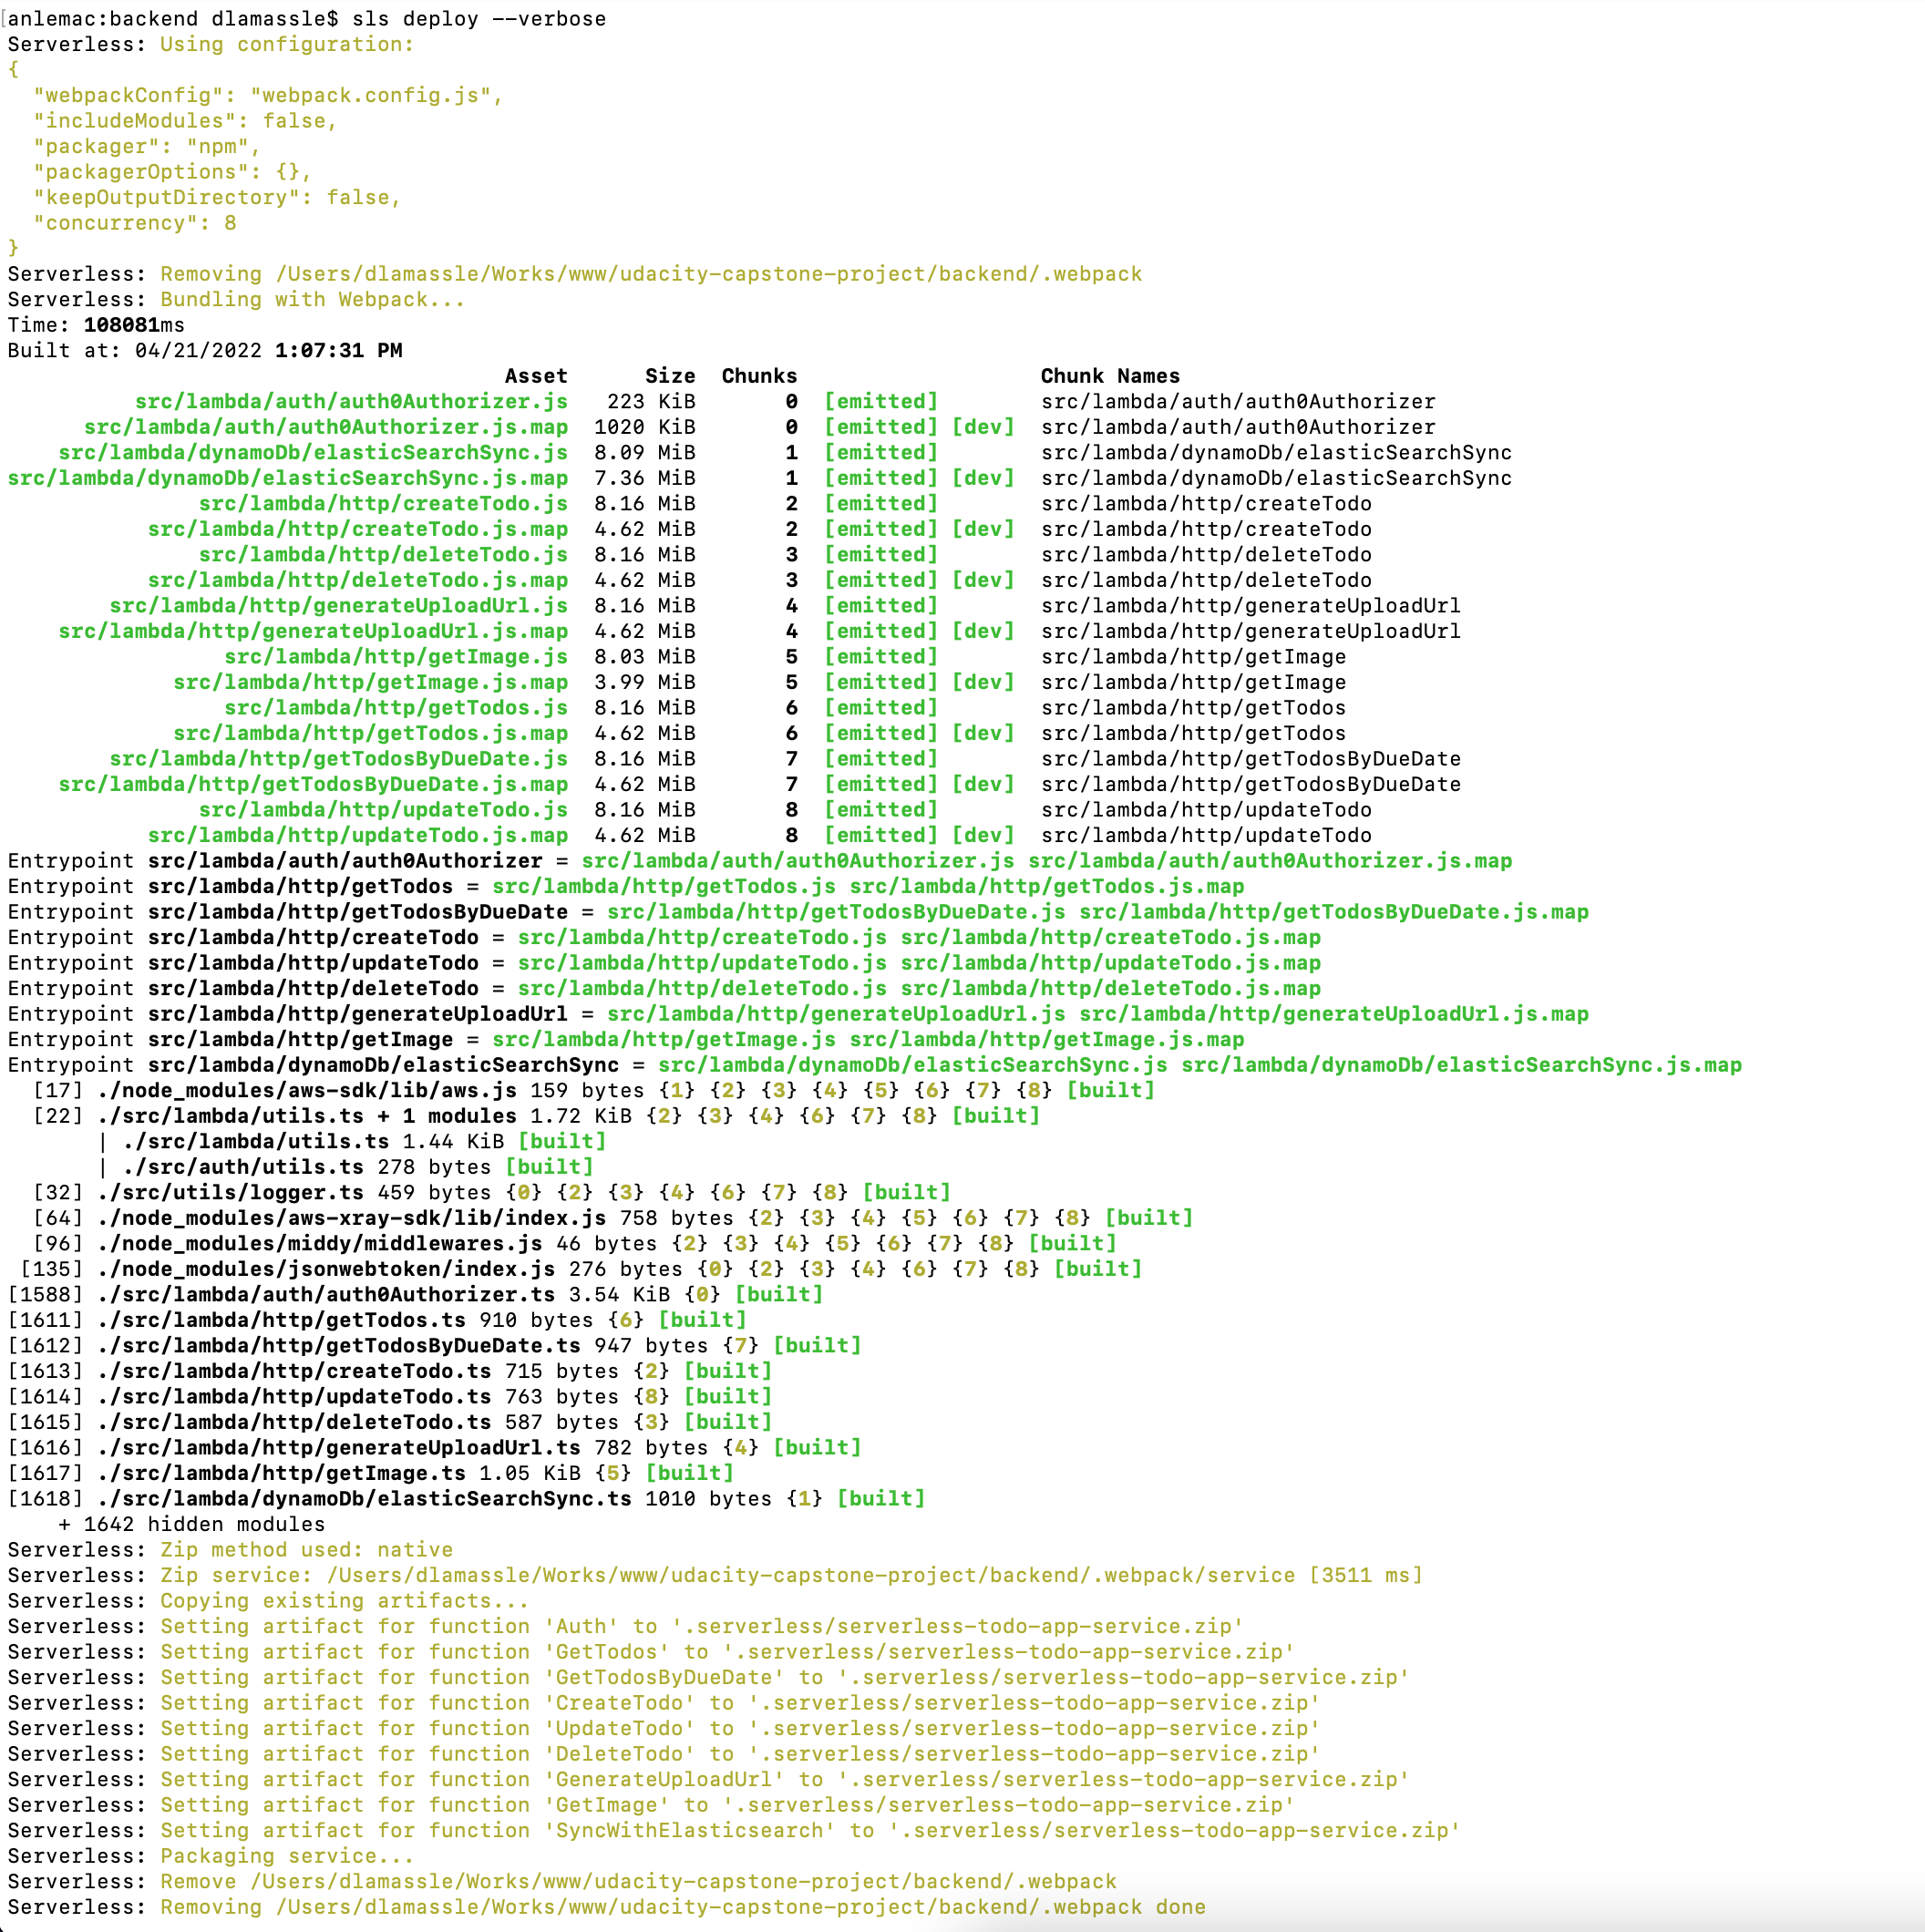 [anlemac:backend dlamassle$ sls deploy --verbose
Serverless: Using configuration:
{
  "webpackConfig": "webpack.config.js",
  "includeModules": false,
  "packager": "npm",
  "packagerOptions": {},
  "keepOutputDirectory": false,
  "concurrency": 8
}
Serverless: Removing /Users/dlamassle/Works/www/udacity-capstone-project/backend/.webpack
Serverless: Bundling with Webpack...
Time: 108081ms
Built at: 04/21/2022 1:07:31 PM
Asset Size Chunks Chunk Names
src/lambda/auth/auth0Authorizer.js 223 KiB 0 [emitted] src/lambda/auth/auth0Authorizer
src/lambda/auth/auth0Authorizer.js.map 1020 KiB 0 [emitted] [dev] src/lambda/auth/auth0Authorizer
src/lambda/dynamoDb/elasticSearchSync.js 8.09 MiB 1 [emitted] src/lambda/dynamoDb/elasticSearchSync
src/lambda/dynamoDb/elasticSearchSync.js.map 7.36 MiB 1 [emitted] [dev] src/lambda/dynamoDb/elasticSearchSync
src/lambda/http/createTodo.js 8.16 MiB 2 [emitted] src/lambda/http/createTodo
src/lambda/http/createTodo.js.map 4.62 MiB 2 [emitted] [dev] src/lambda/http/createTodo
src/lambda/http/deleteTodo.js 8.16 MiB 3 [emitted] src/lambda/http/deleteTodo
src/lambda/http/deleteTodo.js.map 4.62 MiB 3 [emitted] [dev] src/lambda/http/deleteTodo
src/lambda/http/generateUploadUrl.js 8.16 MiB 4 [emitted] src/lambda/http/generateUploadUrl
src/lambda/http/generateUploadUrl.js.map 4.62 MiB 4 [emitted] [dev] src/lambda/http/generateUploadUrl
src/lambda/http/getImage.js 8.03 MiB 5 [emitted] src/lambda/http/getImage
src/lambda/http/getImage.js.map 3.99 MiB 5 [emitted] [dev] src/lambda/http/getImage
src/lambda/http/getTodos.js 8.16 MiB 6 [emitted] src/lambda/http/getTodos
src/lambda/http/getTodos.js.map 4.62 MiB 6 [emitted] [dev] src/lambda/http/getTodos
src/lambda/http/getTodosByDueDate.js 8.16 MiB 7 [emitted] src/lambda/http/getTodosByDueDate
src/lambda/http/getTodosByDueDate.js.map 4.62 MiB 7 [emitted] [dev] src/lambda/http/getTodosByDueDate
src/lambda/http/updateTodo.js 8.16 MiB 8 [emitted] src/lambda/http/updateTodo
src/lambda/http/updateTodo.js.map 4.62 MiB 8 [emitted] [dev] src/lambda/http/updateTodo
Entrypoint src/lambda/auth/auth0Authorizer = src/lambda/auth/auth0Authorizer.js src/lambda/auth/auth0Authorizer.js.map
Entrypoint src/lambda/http/getTodos = src/lambda/http/getTodos.js src/lambda/http/getTodos.js.map
Entrypoint src/lambda/http/getTodosByDueDate = src/lambda/http/getTodosByDueDate.js src/lambda/http/getTodosByDueDate.js.map
Entrypoint src/lambda/http/createTodo = src/lambda/http/createTodo.js src/lambda/http/createTodo.js.map
Entrypoint src/lambda/http/updateTodo = src/lambda/http/updateTodo.js src/lambda/http/updateTodo.js.map
Entrypoint src/lambda/http/deleteTodo = src/lambda/http/deleteTodo.js src/lambda/http/deleteTodo.js.map
Entrypoint src/lambda/http/generateUploadUrl = src/lambda/http/generateUploadUrl.js src/lambda/http/generateUploadUrl.js.map
Entrypoint src/lambda/http/getImage = src/lambda/http/getImage.js src/lambda/http/getImage.js.map
Entrypoint src/lambda/dynamoDb/elasticSearchSync = src/lambda/dynamoDb/elasticSearchSync.js src/lambda/dynamoDb/elasticSearchSync.js.map
  [17] ./node_modules/aws-sdk/lib/aws.js 159 bytes {1} {2} {3} {4} {5} {6} {7} {8} [built]
  [22] ./src/lambda/utils.ts + 1 modules 1.72 KiB {2} {3} {4} {6} {7} {8} [built]
       | ./src/lambda/utils.ts 1.44 KiB [built]
       | ./src/auth/utils.ts 278 bytes [built]
  [32] ./src/utils/logger.ts 459 bytes {0} {2} {3} {4} {6} {7} {8} [built]
  [64] ./node_modules/aws-xray-sdk/lib/index.js 758 bytes {2} {3} {4} {5} {6} {7} {8} [built]
  [96] ./node_modules/middy/middlewares.js 46 bytes {2} {3} {4} {5} {6} {7} {8} [built]
 [135] ./node_modules/jsonwebtoken/index.js 276 bytes {0} {2} {3} {4} {6} {7} {8} [built]
[1588] ./src/lambda/auth/auth0Authorizer.ts 3.54 KiB {0} [built]
[1611] ./src/lambda/http/getTodos.ts 910 bytes {6} [built]
[1612] ./src/lambda/http/getTodosByDueDate.ts 947 bytes {7} [built]
[1613] ./src/lambda/http/createTodo.ts 715 bytes {2} [built]
[1614] ./src/lambda/http/updateTodo.ts 763 bytes {8} [built]
[1615] ./src/lambda/http/deleteTodo.ts 587 bytes {3} [built]
[1616] ./src/lambda/http/generateUploadUrl.ts 782 bytes {4} [built]
[1617] ./src/lambda/http/getImage.ts 1.05 KiB {5} [built]
[1618] ./src/lambda/dynamoDb/elasticSearchSync.ts 1010 bytes {1} [built]
    + 1642 hidden modules
Serverless: Zip method used: native
Serverless: Zip service: /Users/dlamassle/Works/www/udacity-capstone-project/backend/.webpack/service [3511 ms]
Serverless: Copying existing artifacts...
Serverless: Setting artifact for function 'Auth' to '.serverless/serverless-todo-app-service.zip'
Serverless: Setting artifact for function 'GetTodos' to '.serverless/serverless-todo-app-service.zip'
Serverless: Setting artifact for function 'GetTodosByDueDate' to '.serverless/serverless-todo-app-service.zip'
Serverless: Setting artifact for function 'CreateTodo' to '.serverless/serverless-todo-app-service.zip'
Serverless: Setting artifact for function 'UpdateTodo' to '.serverless/serverless-todo-app-service.zip'
Serverless: Setting artifact for function 'DeleteTodo' to '.serverless/serverless-todo-app-service.zip'
Serverless: Setting artifact for function 'GenerateUploadUrl' to '.serverless/serverless-todo-app-service.zip'
Serverless: Setting artifact for function 'GetImage' to '.serverless/serverless-todo-app-service.zip'
Serverless: Setting artifact for function 'SyncWithElasticsearch' to '.serverless/serverless-todo-app-service.zip'
Serverless: Packaging service...
Serverless: Remove /Users/dlamassle/Works/www/udacity-capstone-project/backend/.webpack
Serverless: Removing /Users/dlamassle/Works/www/udacity-capstone-project/backend/.webpack done